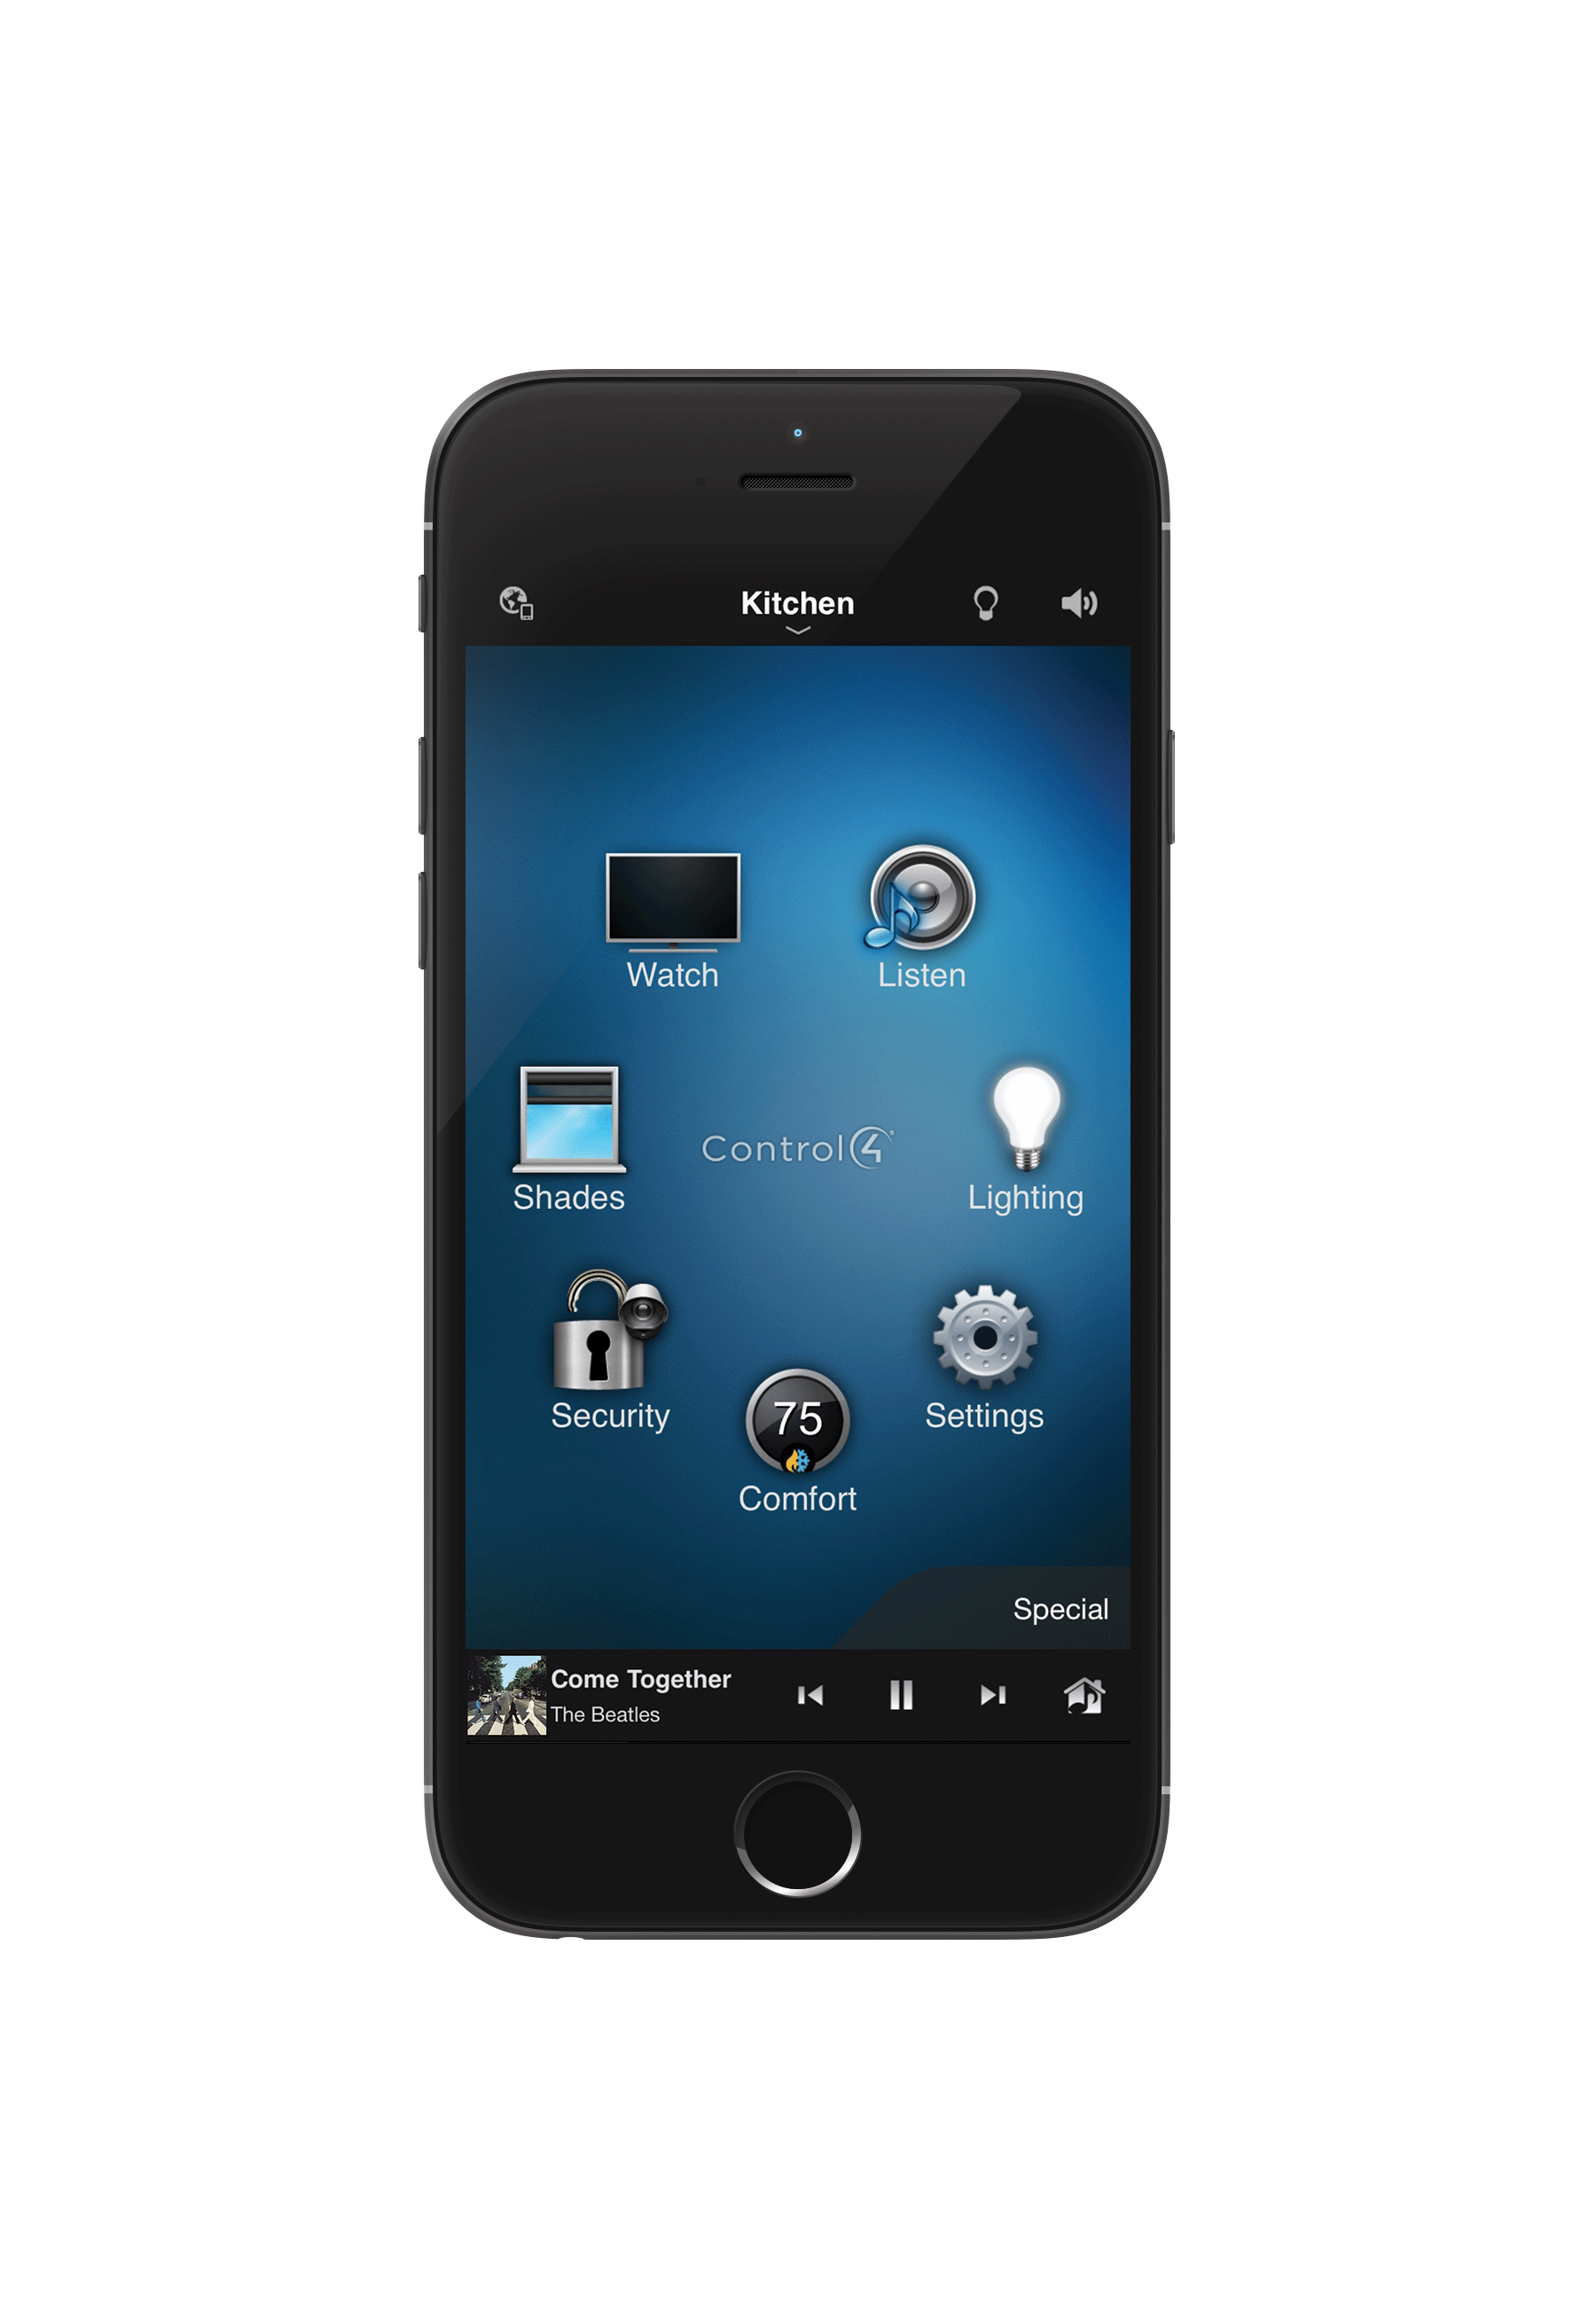 Kitchen
Watch
Listen
Shades
Control4
Lighting
Security
75
Settings
Comfort
Special
Come Together
The Beatles